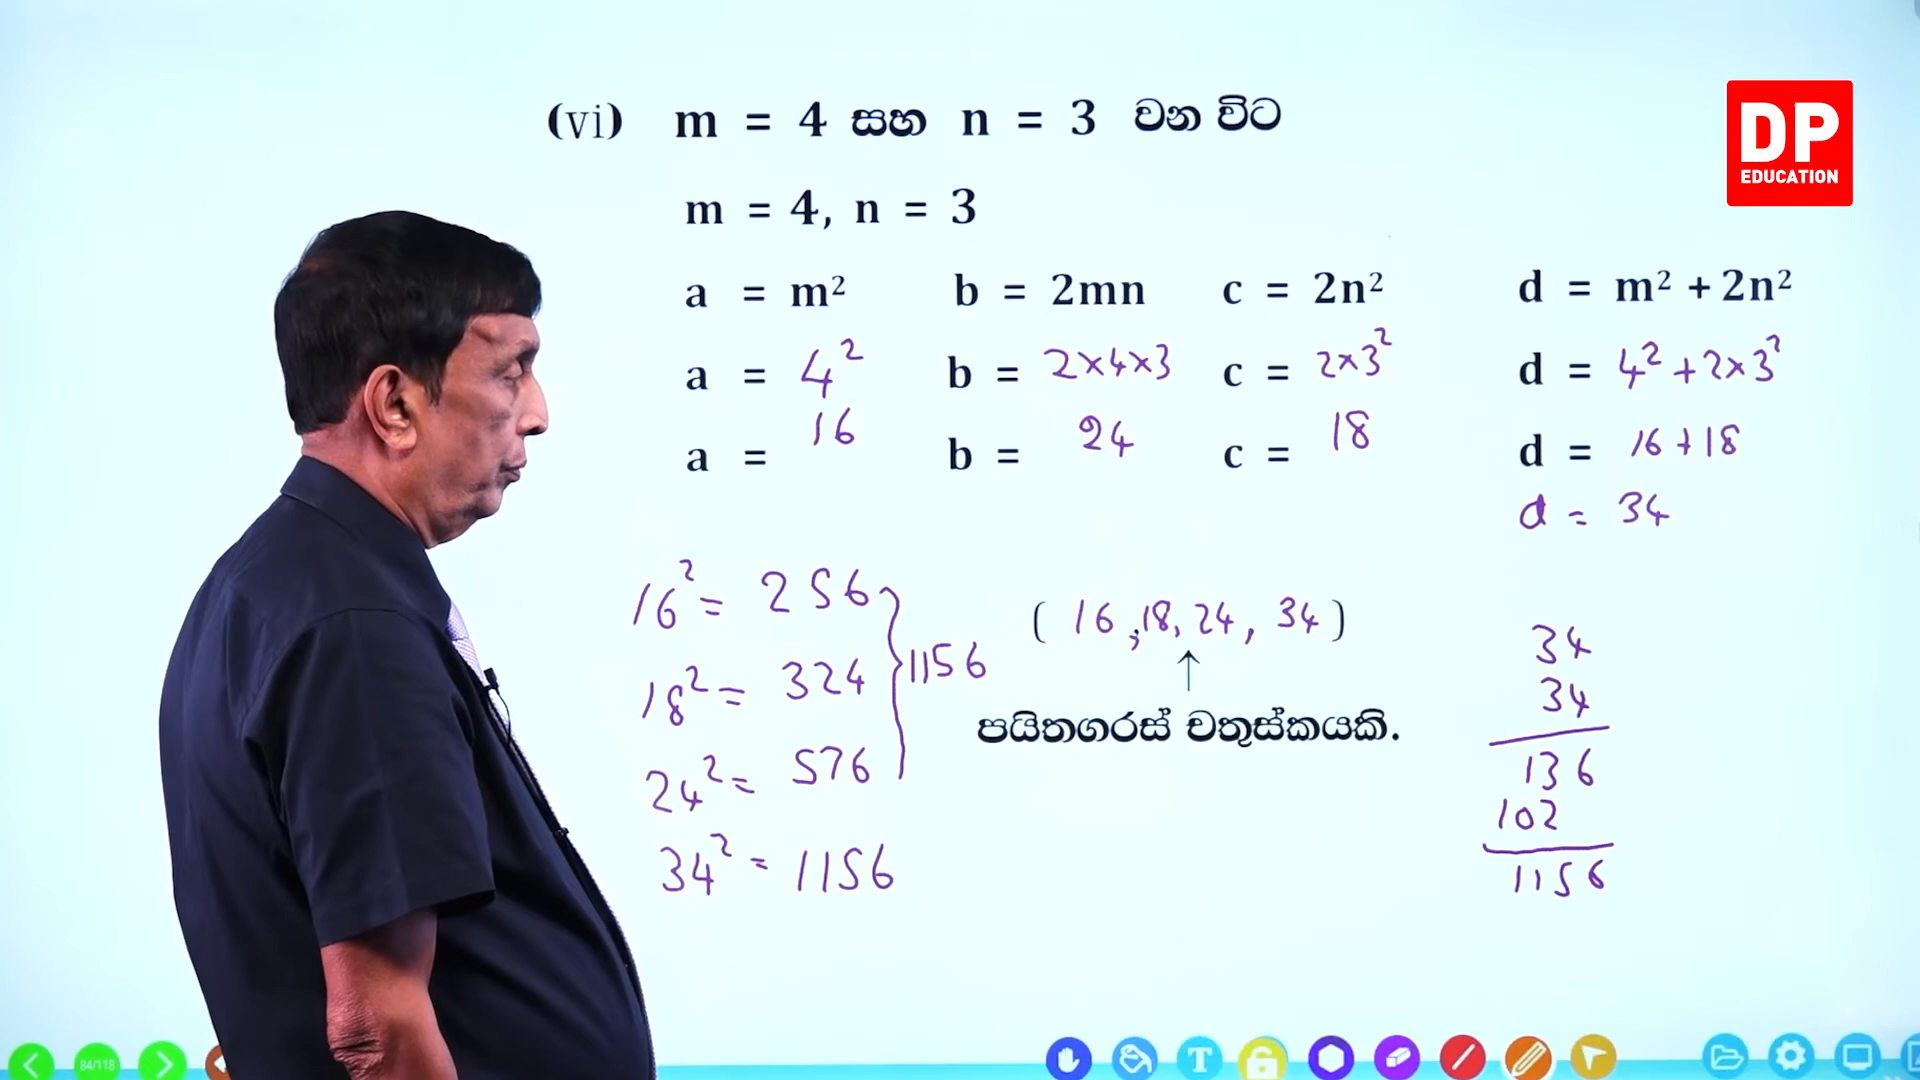 (vi) m = 4 සහ n = 3 වන විට
DP
EDUCATION
m = 4, n = 3
a = m² b = 2mn c = 2n² d = m² + 2n²
a = 4² b = 2×4×3 c = 2×3² d = 4² + 2×3²
a = 16 b = 24 c = 18 d = 16 + 18
d = 34
16² = 256
18² = 324
24² = 576
1156
34² = 1156
( 16, 18, 24, 34 )
↑
පයිතගරස් චතුස්කයකි.
34
34
136
102
1156
84/118
T